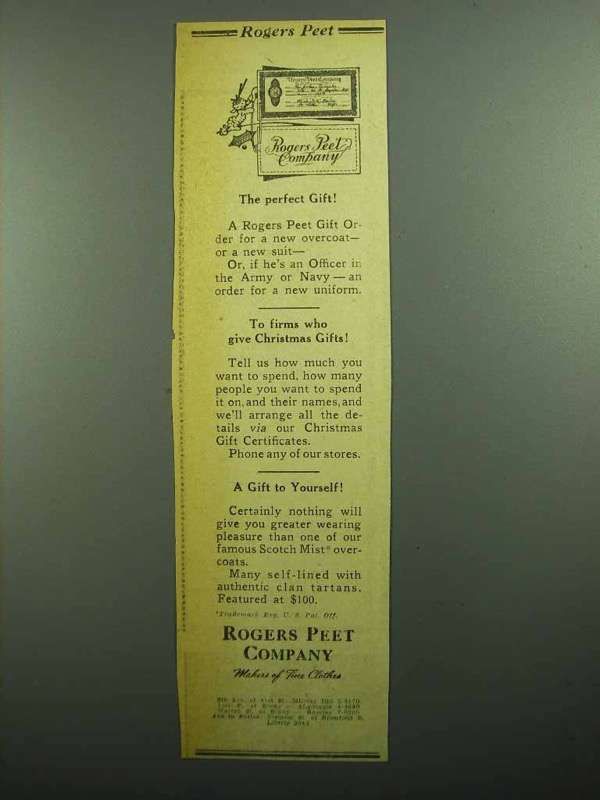 Rogers Peet
Rogers Peet Company
Rogers Peet
Company
The perfect Gift!
A Rogers Peet Gift Or-
der for a new overcoat—
or a new suit—
Or, if he's an Officer in
the Army or Navy — an
order for a new uniform.
To firms who
give Christmas Gifts!
Tell us how much you
want to spend, how many
people you want to spend
it on, and their names, and
we'll arrange all the de-
tails via our Christmas
Gift Certificates.
Phone any of our stores.
A Gift to Yourself!
Certainly nothing will
give you greater wearing
pleasure than one of our
famous Scotch Mist* over-
coats.
Many self-lined with
authentic clan tartans.
Featured at $100.
*Trademark Reg. U. S. Pat. Off.
ROGERS PEET
COMPANY
Makers of Fine Clothes